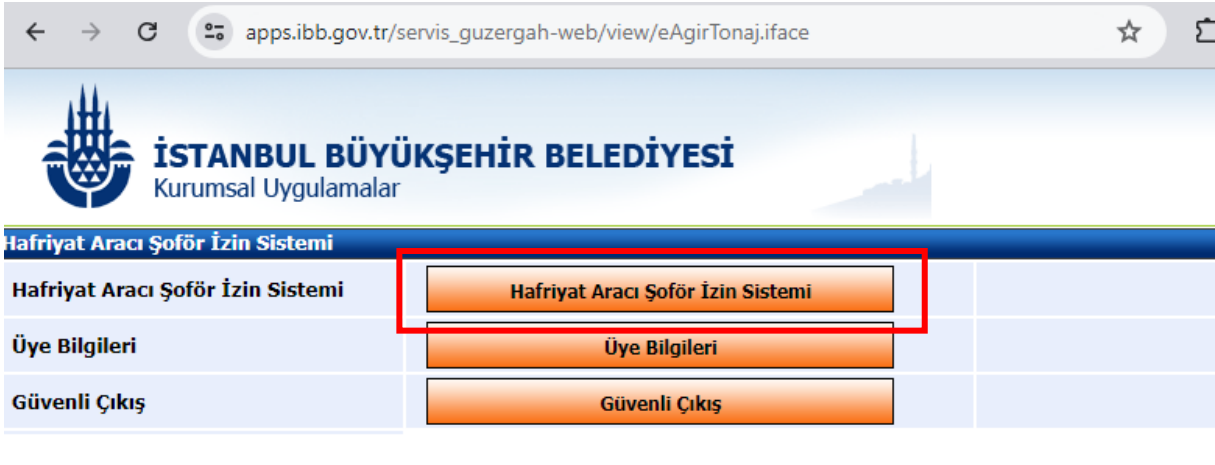 apps.ibb.gov.tr/servis_guzergah-web/view/eAgirTonaj.iface
İSTANBUL BÜYÜKŞEHİR BELEDİYESİ
Kurumsal Uygulamalar
Hafriyat Aracı Şoför İzin Sistemi
Hafriyat Aracı Şoför İzin Sistemi Hafriyat Aracı Şoför İzin Sistemi
Üye Bilgileri Üye Bilgileri
Güvenli Çıkış Güvenli Çıkış